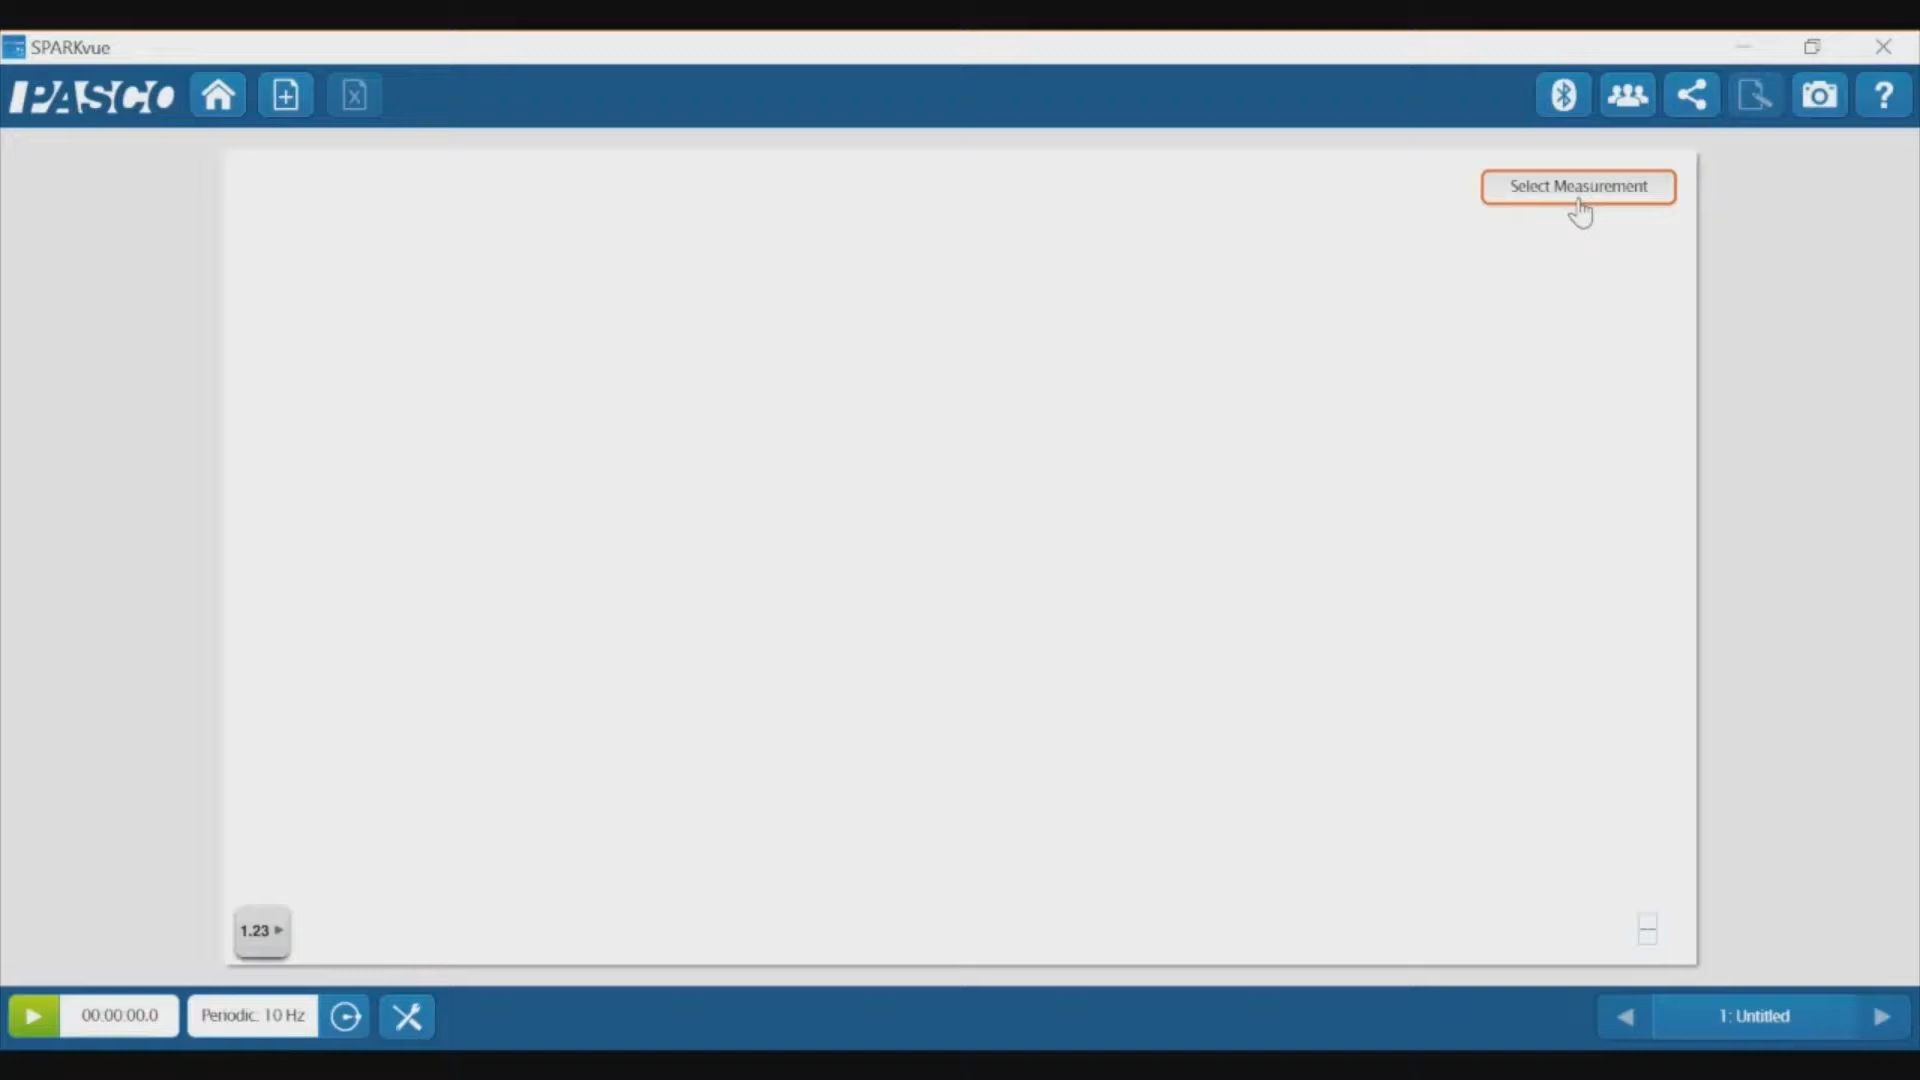 SPARKvue
PASCO
?
Select Measurement
1.23
00:00:00.0
Periodic: 10 Hz
1: Untitled